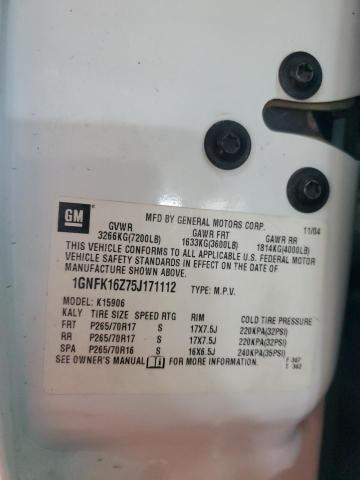 GM
MFD BY GENERAL MOTORS CORP. 11/04
GVWR GAWR FRT GAWR RR
3266KG(7200LB) 1633KG(3600LB) 1814KG(4000LB)
THIS VEHICLE CONFORMS TO ALL APPLICABLE U.S. FEDERAL MOTOR
VEHICLE SAFETY STANDARDS IN EFFECT ON THE DATE OF
MANUFACTURE SHOWN ABOVE.
1GNFK16Z75J171112 TYPE: M.P.V.
MODEL: K15906
KALY TIRE SIZE SPEED RTG RIM COLD TIRE PRESSURE
FRT P265/70R17 S 17X7.5J 220KPA(32PSI)
RR P265/70R17 S 17X7.5J 220KPA(32PSI)
SPA P265/70R16 S 16X6.5J 240KPA(35PSI)
SEE OWNER'S MANUAL FOR MORE INFORMATION. F 367
T 362